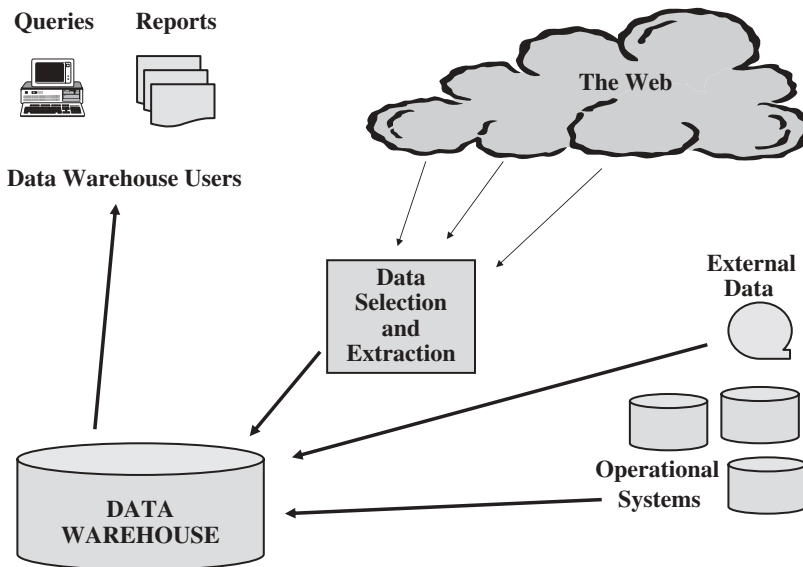 Queries Reports
The Web
Data Warehouse Users
Data
Selection
and
Extraction
External
Data
Operational
Systems
DATA
WAREHOUSE